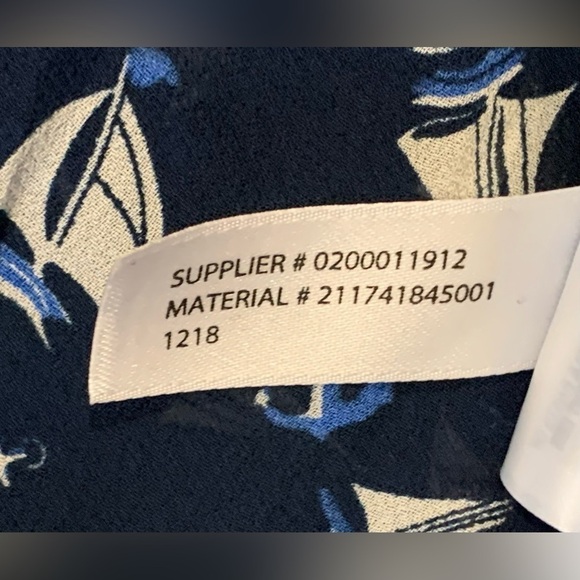 SUPPLIER # 0200011912
MATERIAL # 211741845001
1218